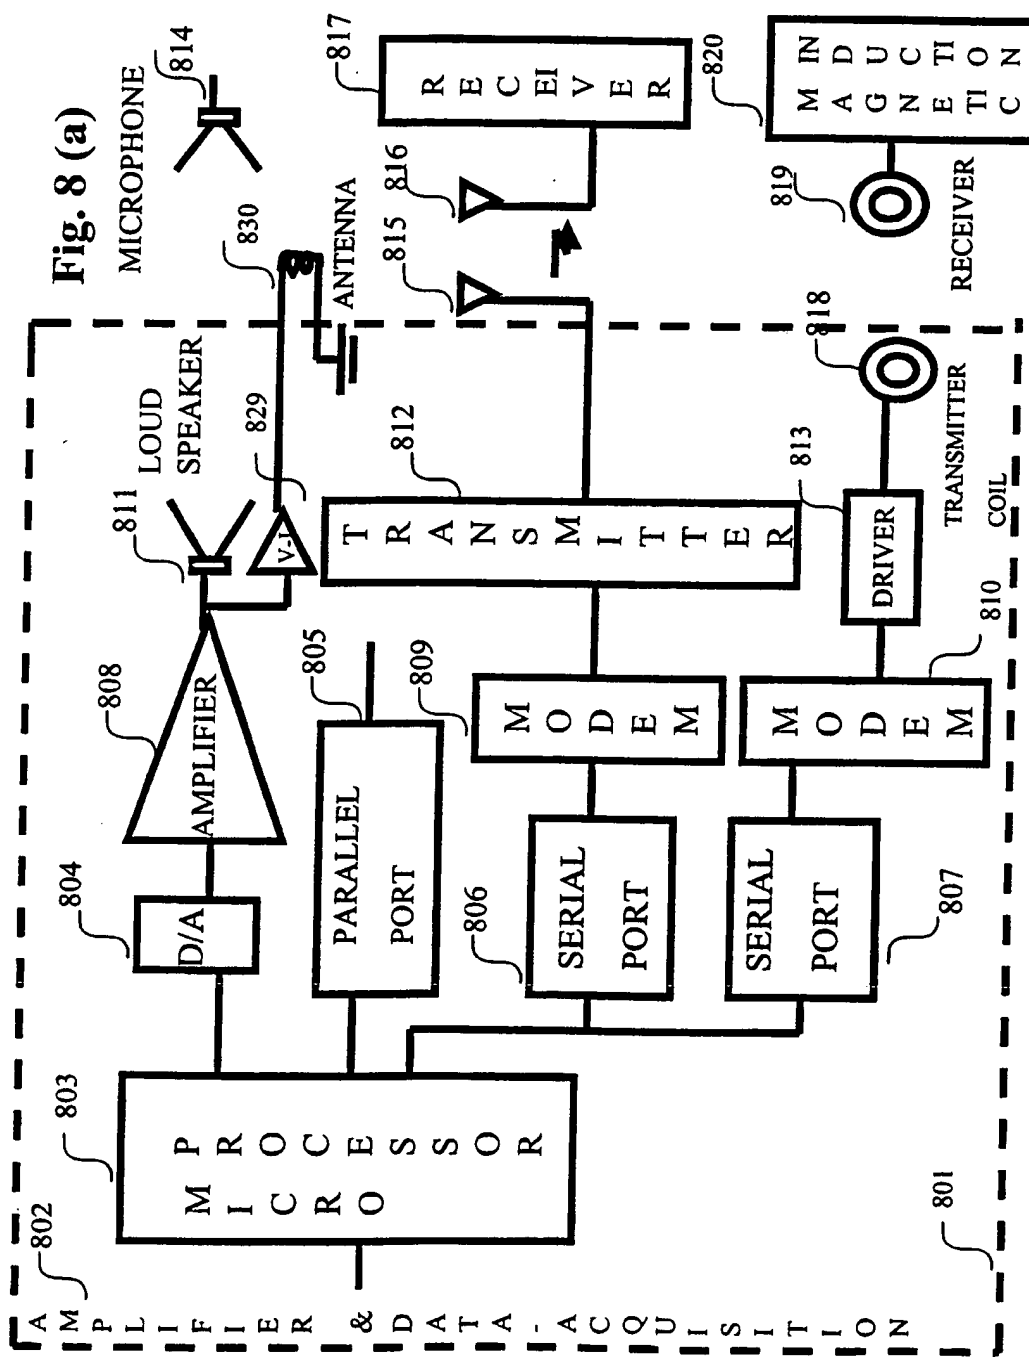 Fig. 8 (a)
AMPLIFIER & DATA-ACQUISITION
802
803
MICRO
PROCESSOR
804
D/A
808
AMPLIFIER
811
LOUD
SPEAKER
MICROPHONE
814
829
V-I
830
ANTENNA
805
PARALLEL
PORT
806
SERIAL
PORT
809
MODEM
812
TRANSMITTER
815
816
817
RECEIVER
807
SERIAL
PORT
810
MODEM
813
DRIVER
818
TRANSMITTER
COIL
819
RECEIVER
820
MAGNETIC
INDUCTION
801